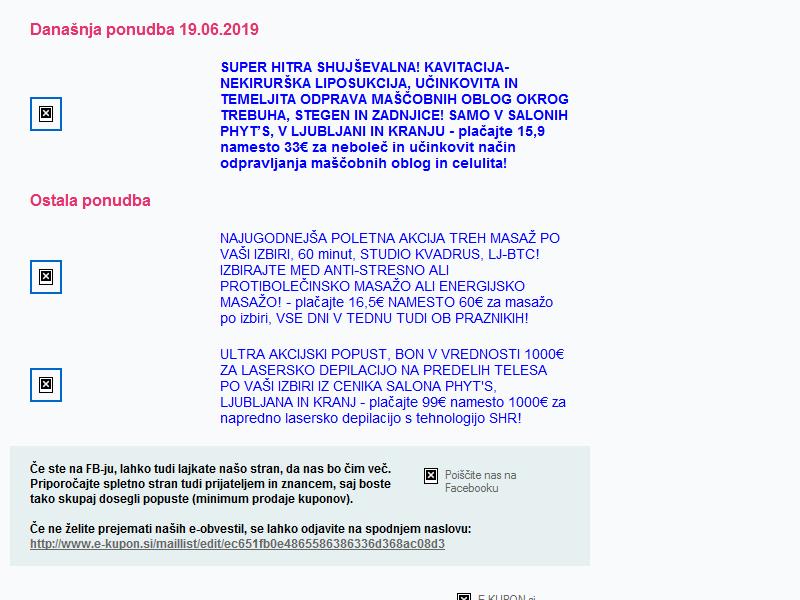 Današnja ponudba 19.06.2019
SUPER HITRA SHUJŠEVALNA! KAVITACIJA-
NEKIRURŠKA LIPOSUKCIJA, UČINKOVITA IN
TEMELJITA ODPRAVA MAŠČOBNIH OBLOG OKROG
TREBUHA, STEGEN IN ZADNJICE! SAMO V SALONIH
PHYT'S, V LJUBLJANI IN KRANJU - plačajte 15,9
namesto 33€ za neboleč in učinkovit način
odpravljanja maščobnih oblog in celulita!
Ostala ponudba
NAJUGODNEJŠA POLETNA AKCIJA TREH MASAŽ PO
VAŠI IZBIRI, 60 minut, STUDIO KVADRUS, LJ-BTC!
IZBIRAJTE MED ANTI-STRESNO ALI
PROTIBOLEČINSKO MASAŽO ALI ENERGIJSKO
MASAŽO! - plačajte 16,5€ NAMESTO 60€ za masažo
po izbiri, VSE DNI V TEDNU TUDI OB PRAZNIKIH!
ULTRA AKCIJSKI POPUST, BON V VREDNOSTI 1000€
ZA LASERSKO DEPILACIJO NA PREDELIH TELESA
PO VAŠI IZBIRI IZ CENIKA SALONA PHYT'S,
LJUBLJANA IN KRANJ - plačajte 99€ namesto 1000€ za
napredno lasersko depilacijo s tehnologijo SHR!
Če ste na FB-ju, lahko tudi lajkate našo stran, da nas bo čim več.
Priporočajte spletno stran tudi prijateljem in znancem, saj boste
tako skupaj dosegli popuste (minimum prodaje kuponov).
Poiščite nas na
Facebooku
Če ne želite prejemati naših e-obvestil, se lahko odjavite na spodnjem naslovu:
http://www.e-kupon.si/maillist/edit/ec651fb0e4865586386336d368ac08d3
E-KUPON.si